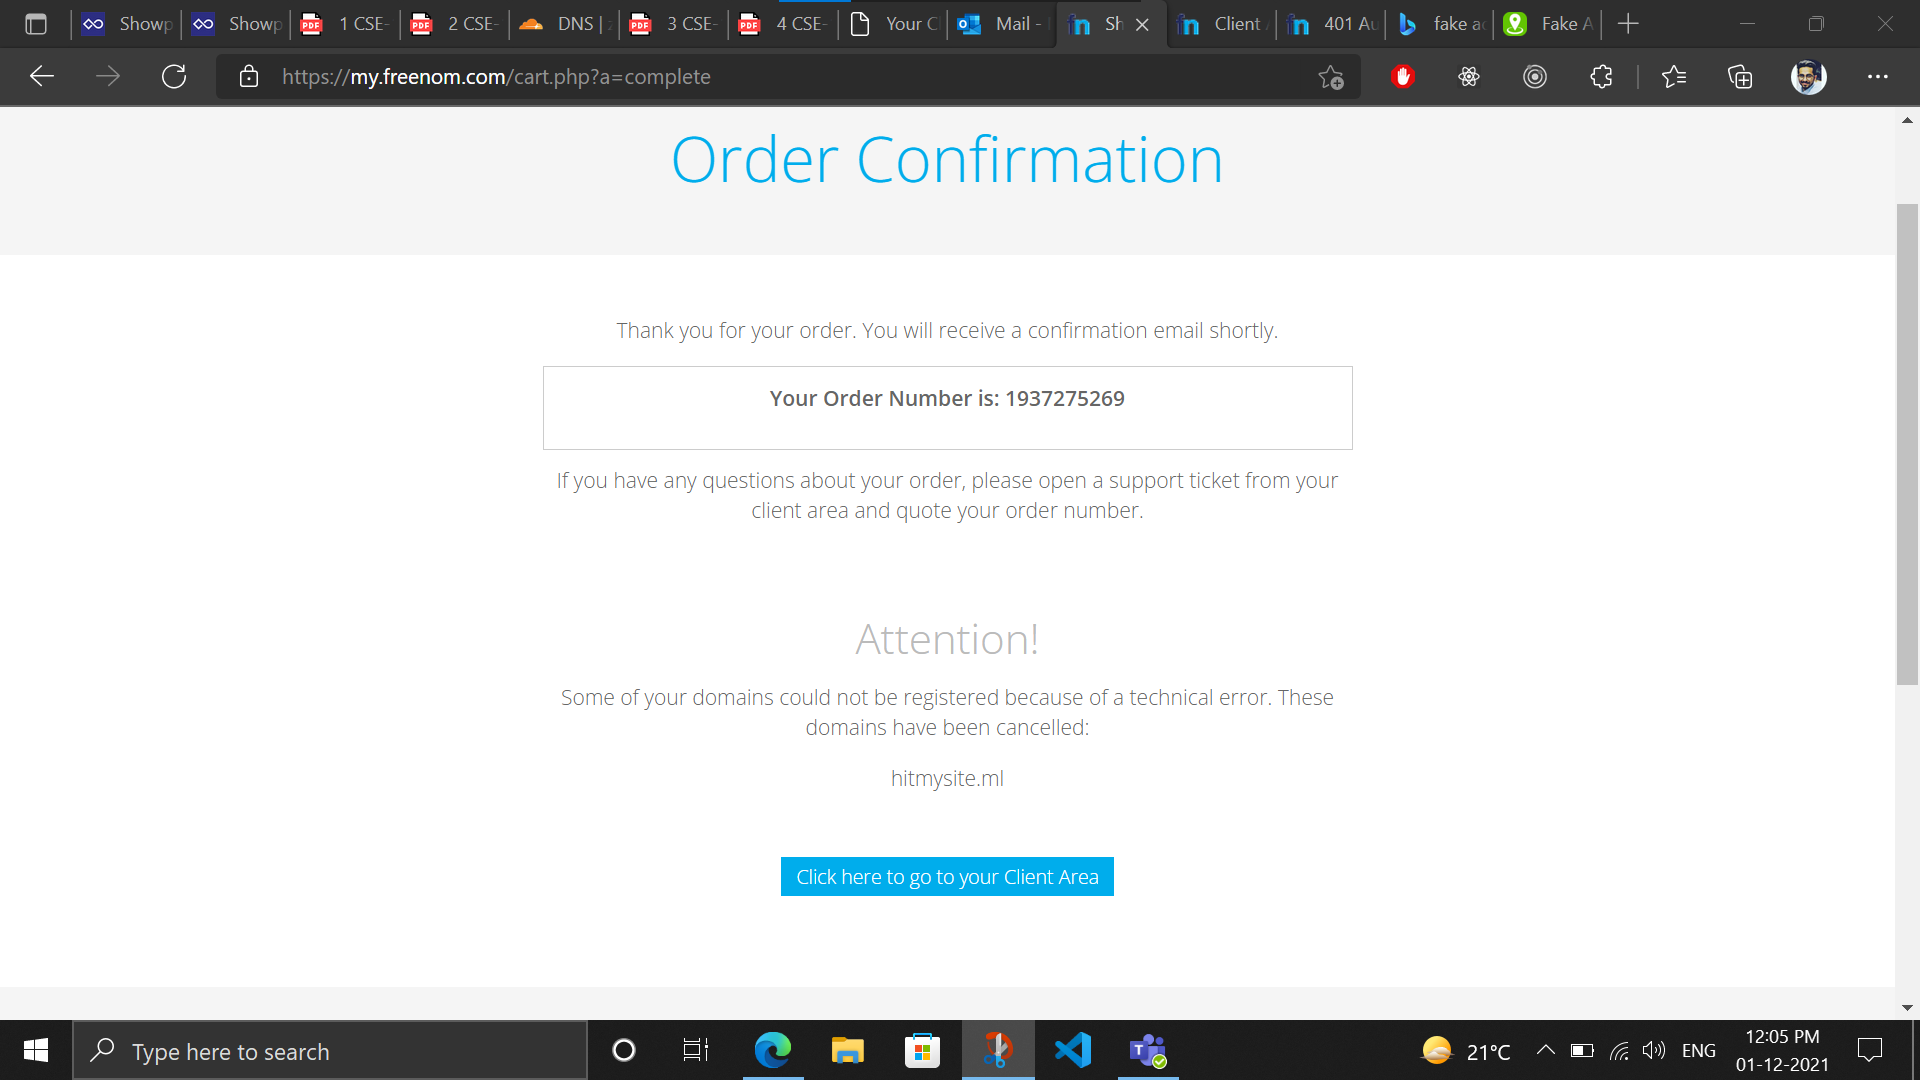 Showp
Showp
1 CSE-
2 CSE-
DNS |
3 CSE-
4 CSE-
Your C
Mail -
Sh
Client
401 Au
fake a
Fake A
https://my.freenom.com/cart.php?a=complete
Order Confirmation
Thank you for your order. You will receive a confirmation email shortly.
Your Order Number is: 1937275269
If you have any questions about your order, please open a support ticket from your
client area and quote your order number.
Attention!
Some of your domains could not be registered because of a technical error. These
domains have been cancelled:
hitmysite.ml
Click here to go to your Client Area
Type here to search
21°C
ENG
12:05 PM
01-12-2021